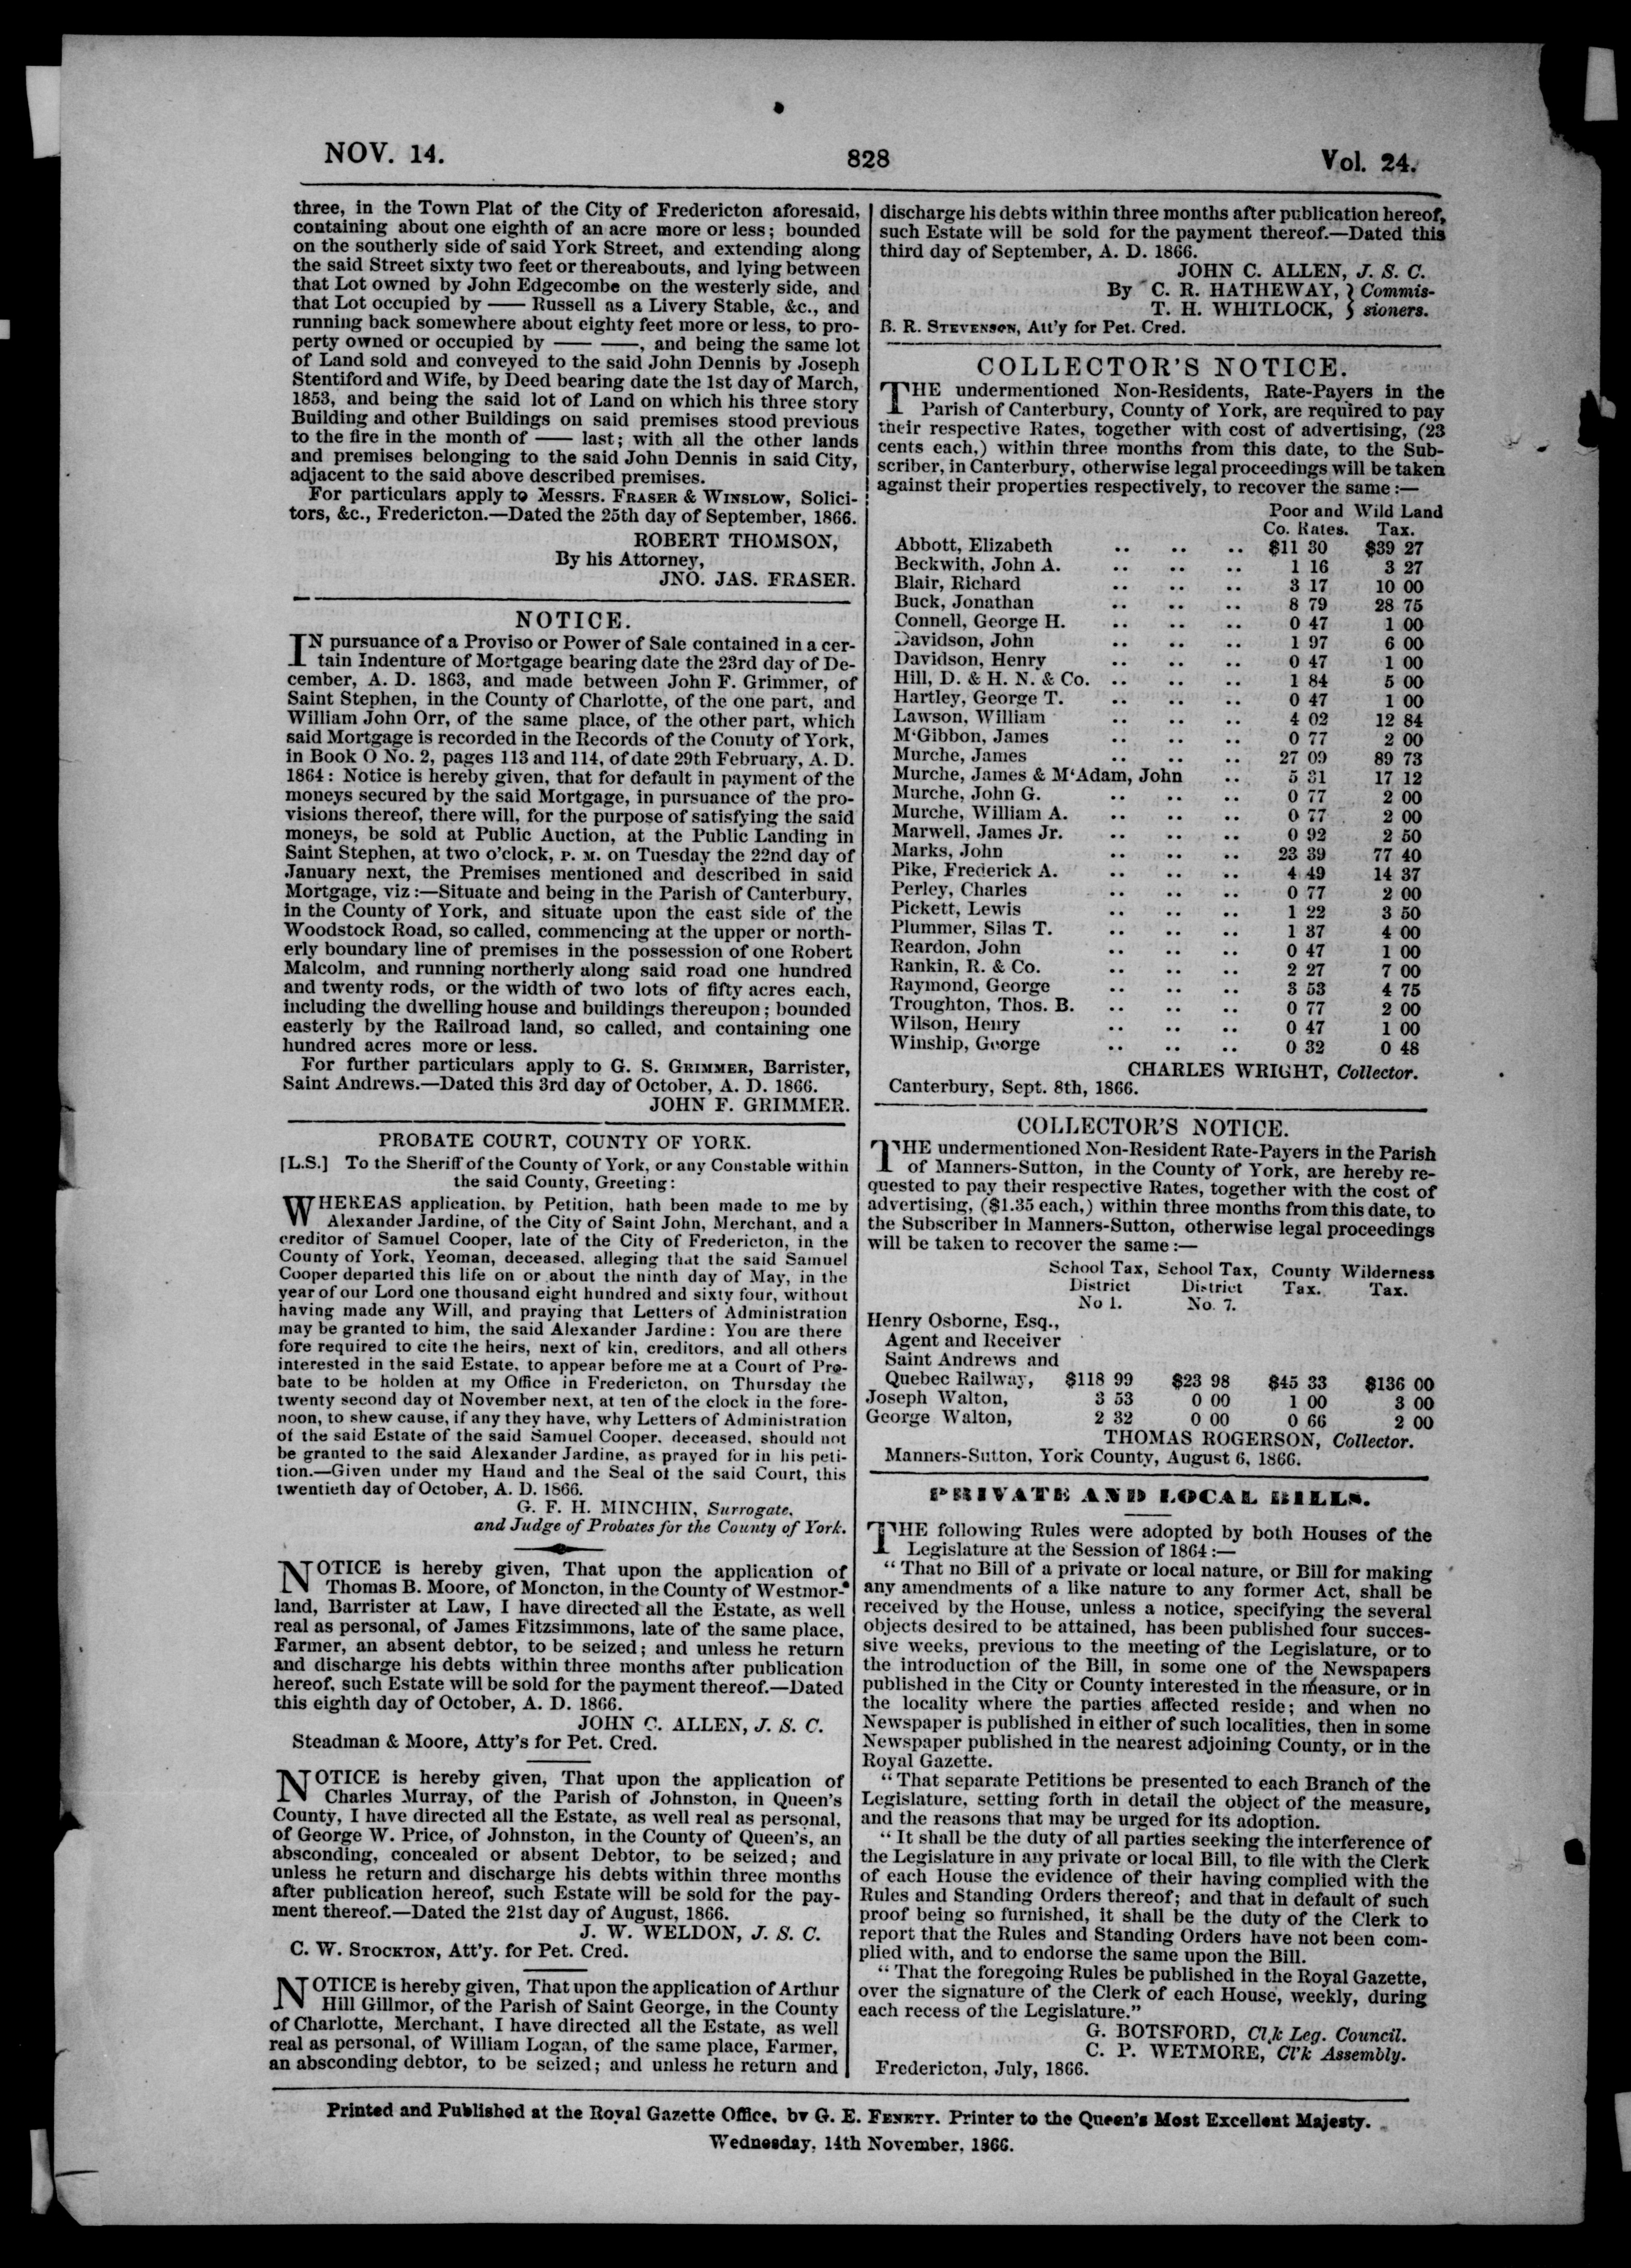 NOV. 14.
828
Vol. 24.
three, in the Town Plat of the City of Fredericton aforesaid,
containing about one eighth of an acre more or less; bounded
on the southerly side of said York Street, and extending along
the said Street sixty two feet or thereabouts, and lying between
that Lot owned by John Edgecombe on the westerly side, and
that Lot occupied by —— Russell as a Livery Stable, &c., and
running back somewhere about eighty feet more or less, to pro-
perty owned or occupied by —— ——, and being the same lot
of Land sold and conveyed to the said John Dennis by Joseph
Stentiford and Wife, by Deed bearing date the 1st day of March,
1853, and being the said lot of Land on which his three story
Building and other Buildings on said premises stood previous
to the fire in the month of —— last; with all the other lands
and premises belonging to the said John Dennis in said City,
adjacent to the said above described premises.
For particulars apply to Messrs. FRASER & WINSLOW, Solici-
tors, &c., Fredericton.—Dated the 25th day of September, 1866.
ROBERT THOMSON,
By his Attorney,
JNO. JAS. FRASER.
NOTICE.
IN pursuance of a Proviso or Power of Sale contained in a cer-
tain Indenture of Mortgage bearing date the 23rd day of De-
cember, A. D. 1863, and made between John F. Grimmer, of
Saint Stephen, in the County of Charlotte, of the one part, and
William John Orr, of the same place, of the other part, which
said Mortgage is recorded in the Records of the County of York,
in Book O No. 2, pages 113 and 114, of date 29th February, A. D.
1864: Notice is hereby given, that for default in payment of the
moneys secured by the said Mortgage, in pursuance of the pro-
visions thereof, there will, for the purpose of satisfying the said
moneys, be sold at Public Auction, at the Public Landing in
Saint Stephen, at two o'clock, P. M. on Tuesday the 22nd day of
January next, the Premises mentioned and described in said
Mortgage, viz:—Situate and being in the Parish of Canterbury,
in the County of York, and situate upon the east side of the
Woodstock Road, so called, commencing at the upper or north-
erly boundary line of premises in the possession of one Robert
Malcolm, and running northerly along said road one hundred
and twenty rods, or the width of two lots of fifty acres each,
including the dwelling house and buildings thereupon; bounded
easterly by the Railroad land, so called, and containing one
hundred acres more or less.
For further particulars apply to G. S. GRIMMER, Barrister,
Saint Andrews.—Dated this 3rd day of October, A. D. 1866.
JOHN F. GRIMMER.
PROBATE COURT, COUNTY OF YORK.
[L.S.] To the Sheriff of the County of York, or any Constable within
the said County, Greeting:
WHEREAS application, by Petition, hath been made to me by
Alexander Jardine, of the City of Saint John, Merchant, and a
creditor of Samuel Cooper, late of the City of Fredericton, in the
County of York, Yeoman, deceased, alleging that the said Samuel
Cooper departed this life on or about the ninth day of May, in the
year of our Lord one thousand eight hundred and sixty four, without
having made any Will, and praying that Letters of Administration
may be granted to him, the said Alexander Jardine: You are there
fore required to cite the heirs, next of kin, creditors, and all others
interested in the said Estate, to appear before me at a Court of Pro-
bate to be holden at my Office in Fredericton, on Thursday the
twenty second day of November next, at ten of the clock in the fore-
noon, to shew cause, if any they have, why Letters of Administration
of the said Estate of the said Samuel Cooper, deceased, should not
be granted to the said Alexander Jardine, as prayed for in his peti-
tion.—Given under my Hand and the Seal of the said Court, this
twentieth day of October, A. D. 1866.
G. F. H. MINCHIN, Surrogate,
and Judge of Probates for the County of York.
NOTICE is hereby given, That upon the application of
Thomas B. Moore, of Moncton, in the County of Westmor-
land, Barrister at Law, I have directed all the Estate, as well
real as personal, of James Fitzsimmons, late of the same place,
Farmer, an absent debtor, to be seized; and unless he return
and discharge his debts within three months after publication
hereof, such Estate will be sold for the payment thereof.—Dated
this eighth day of October, A. D. 1866.
JOHN C. ALLEN, J. S. C.
Steadman & Moore, Atty's for Pet. Cred.
NOTICE is hereby given, That upon the application of
Charles Murray, of the Parish of Johnston, in Queen's
County, I have directed all the Estate, as well real as personal,
of George W. Price, of Johnston, in the County of Queen's, an
absconding, concealed or absent Debtor, to be seized; and
unless he return and discharge his debts within three months
after publication hereof, such Estate will be sold for the pay-
ment thereof.—Dated the 21st day of August, 1866.
J. W. WELDON, J. S. C.
C. W. STOCKTON, Att'y. for Pet. Cred.
NOTICE is hereby given, That upon the application of Arthur
Hill Gillmor, of the Parish of Saint George, in the County
of Charlotte, Merchant, I have directed all the Estate, as well
real as personal, of William Logan, of the same place, Farmer,
an absconding debtor, to be seized; and unless he return and
discharge his debts within three months after publication hereof,
such Estate will be sold for the payment thereof.—Dated this
third day of September, A. D. 1866.
JOHN C. ALLEN, J. S. C.
By C. R. HATHEWAY, } Commis-
T. H. WHITLOCK, } sioners.
B. R. STEVENSON, Att'y for Pet. Cred.
COLLECTOR'S NOTICE.
THE undermentioned Non-Residents, Rate-Payers in the
Parish of Canterbury, County of York, are required to pay
their respective Rates, together with cost of advertising, (23
cents each,) within three months from this date, to the Sub-
scriber, in Canterbury, otherwise legal proceedings will be taken
against their properties respectively, to recover the same:—
Poor and Wild Land
Co. Rates. Tax.
Abbott, Elizabeth .. .. .. $11 30 $39 27
Beckwith, John A. .. .. .. 1 16 3 27
Blair, Richard .. .. .. 3 17 10 00
Buck, Jonathan .. .. .. 8 79 28 75
Connell, George H. .. .. .. 0 47 1 00
Davidson, John .. .. .. 1 97 6 00
Davidson, Henry .. .. .. 0 47 1 00
Hill, D. & H. N. & Co. .. .. .. 1 84 5 00
Hartley, George T. .. .. .. 0 47 1 00
Lawson, William .. .. .. 4 02 12 84
M'Gibbon, James .. .. .. 0 77 2 00
Murche, James .. .. .. 27 09 89 73
Murche, James & M'Adam, John .. 5 31 17 12
Murche, John G. .. .. .. 0 77 2 00
Murche, William A. .. .. .. 0 77 2 00
Marwell, James Jr. .. .. .. 0 92 2 50
Marks, John .. .. .. 23 39 77 40
Pike, Frederick A. .. .. .. 4 49 14 37
Perley, Charles .. .. .. 0 77 2 00
Pickett, Lewis .. .. .. 1 22 3 50
Plummer, Silas T. .. .. .. 1 37 4 00
Reardon, John .. .. .. 0 47 1 00
Rankin, R. & Co. .. .. .. 2 27 7 00
Raymond, George .. .. .. 3 53 4 75
Troughton, Thos. B. .. .. .. 0 77 2 00
Wilson, Henry .. .. .. 0 47 1 00
Winship, George .. .. .. 0 32 0 48
CHARLES WRIGHT, Collector.
Canterbury, Sept. 8th, 1866.
COLLECTOR'S NOTICE.
THE undermentioned Non-Resident Rate-Payers in the Parish
of Manners-Sutton, in the County of York, are hereby re-
quested to pay their respective Rates, together with the cost of
advertising, ($1.35 each,) within three months from this date, to
the Subscriber in Manners-Sutton, otherwise legal proceedings
will be taken to recover the same:—
School Tax, School Tax, County Wilderness
District District Tax. Tax.
No 1. No. 7.
Henry Osborne, Esq.,
Agent and Receiver
Saint Andrews and
Quebec Railway, $118 99 $23 98 $45 33 $136 00
Joseph Walton, 3 53 0 00 1 00 3 00
George Walton, 2 32 0 00 0 66 2 00
THOMAS ROGERSON, Collector.
Manners-Sutton, York County, August 6, 1866.
PRIVATE AND LOCAL BILLS.
THE following Rules were adopted by both Houses of the
Legislature at the Session of 1864:—
"That no Bill of a private or local nature, or Bill for making
any amendments of a like nature to any former Act, shall be
received by the House, unless a notice, specifying the several
objects desired to be attained, has been published four succes-
sive weeks, previous to the meeting of the Legislature, or to
the introduction of the Bill, in some one of the Newspapers
published in the City or County interested in the measure, or in
the locality where the parties affected reside; and when no
Newspaper is published in either of such localities, then in some
Newspaper published in the nearest adjoining County, or in the
Royal Gazette.
"That separate Petitions be presented to each Branch of the
Legislature, setting forth in detail the object of the measure,
and the reasons that may be urged for its adoption.
"It shall be the duty of all parties seeking the interference of
the Legislature in any private or local Bill, to file with the Clerk
of each House the evidence of their having complied with the
Rules and Standing Orders thereof; and that in default of such
proof being so furnished, it shall be the duty of the Clerk to
report that the Rules and Standing Orders have not been com-
plied with, and to endorse the same upon the Bill.
"That the foregoing Rules be published in the Royal Gazette,
over the signature of the Clerk of each House, weekly, during
each recess of the Legislature."
G. BOTSFORD, Cl'k Leg. Council.
C. P. WETMORE, Cl'k Assembly.
Fredericton, July, 1866.
Printed and Published at the Royal Gazette Office, by G. E. FENETY. Printer to the Queen's Most Excellent Majesty.
Wednesday, 14th November, 1866.